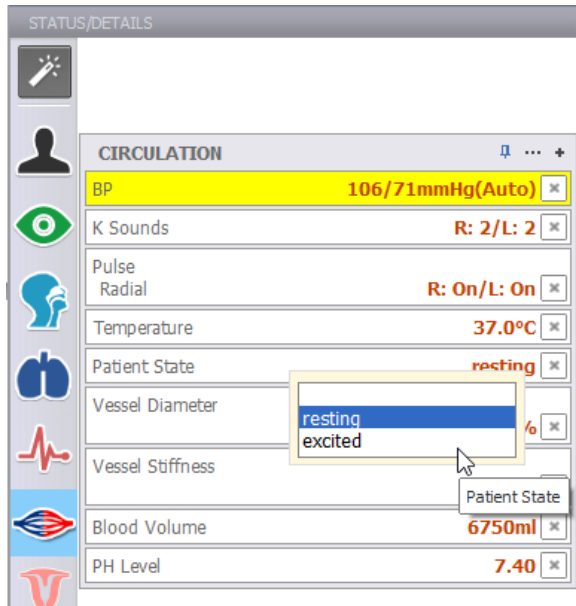 STATUS/DETAILS
CIRCULATION
BP 106/71mmHg(Auto)
K Sounds R: 2/L: 2
Pulse
Radial R: On/L: On
Temperature 37.0°C
Patient State resting
resting
excited
Vessel Diameter %
Vessel Stiffness
Patient State
Blood Volume 6750ml
PH Level 7.40